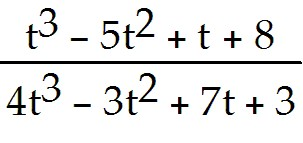 t³ − 5t² + t + 8
4t³ − 3t² + 7t + 3